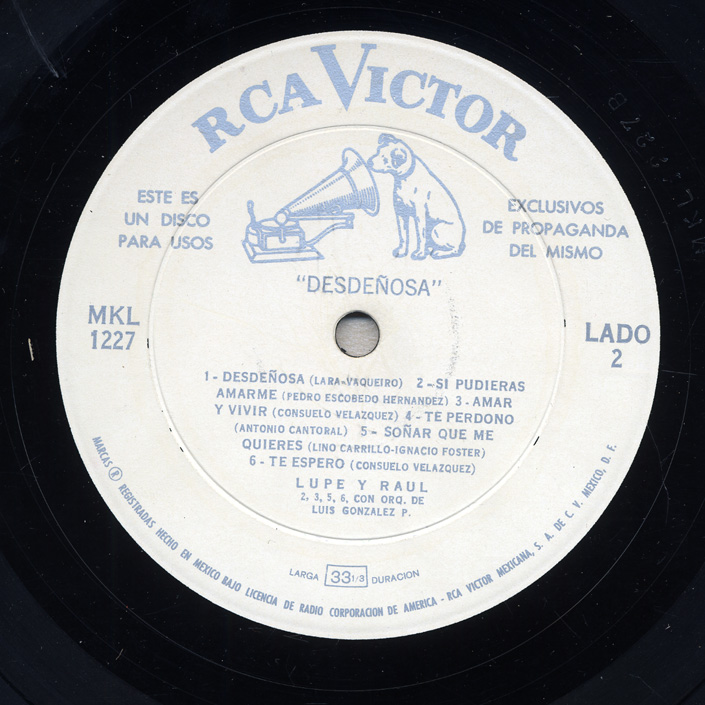 RCA VICTOR
ESTE ES
UN DISCO
PARA USOS
EXCLUSIVOS
DE PROPAGANDA
DEL MISMO
"DESDEÑOSA"
MKL
1227
LADO
2
1 - DESDEÑOSA (LARA-VAQUEIRO) 2 - SI PUDIERAS
AMARME (PEDRO ESCOBEDO HERNANDEZ) 3 - AMAR
Y VIVIR (CONSUELO VELAZQUEZ) 4 - TE PERDONO
(ANTONIO CANTORAL) 5 - SOÑAR QUE ME
QUIERES (LINO CARRILLO-IGNACIO FOSTER)
6 - TE ESPERO (CONSUELO VELAZQUEZ)
LUPE Y RAUL
2, 3, 5, 6, CON ORQ. DE
LUIS GONZALEZ P.
LARGA 33 1/3 DURACION
MARCAS ® REGISTRADAS HECHO EN MEXICO BAJO LICENCIA DE RADIO CORPORACION DE AMERICA - RCA VICTOR MEXICANA, S. A. DE C. V. MEXICO, D. F.